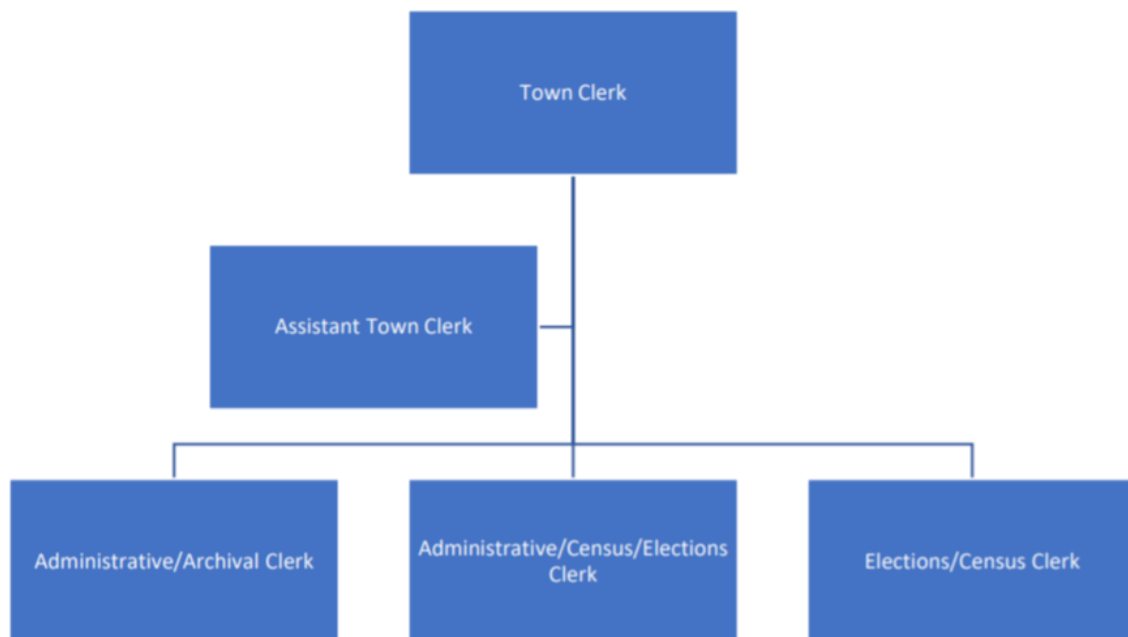 Town Clerk
Assistant Town Clerk
Administrative/Archival Clerk
Administrative/Census/Elections
Clerk
Elections/Census Clerk